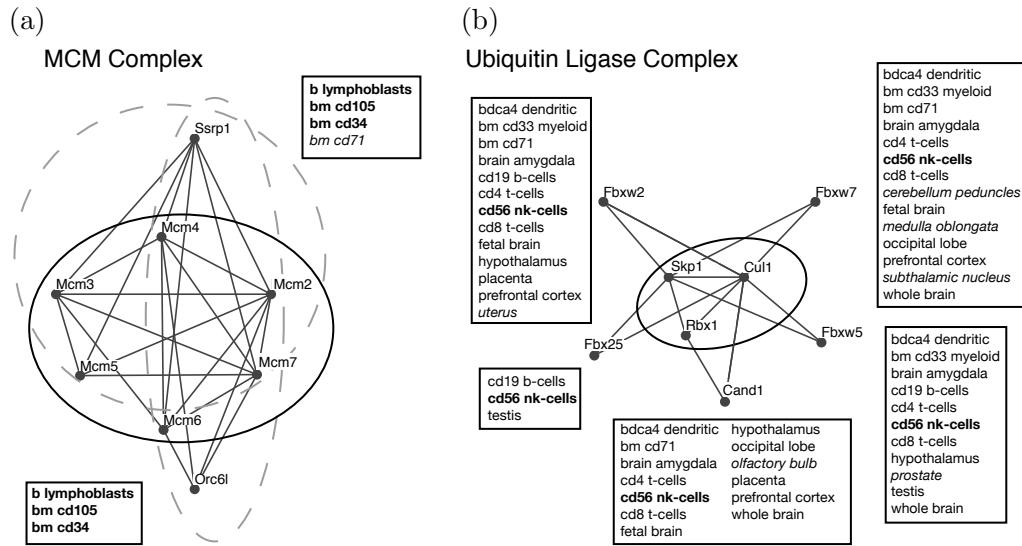 (a)
MCM Complex
b lymphoblasts
bm cd105
bm cd34
bm cd71
Ssrp1
Mcm4
Mcm3
Mcm2
Mcm5
Mcm7
Mcm6
Orc6l
b lymphoblasts
bm cd105
bm cd34
(b)
Ubiquitin Ligase Complex
bdca4 dendritic
bm cd33 myeloid
bm cd71
brain amygdala
cd19 b-cells
cd4 t-cells
cd56 nk-cells
cd8 t-cells
fetal brain
hypothalamus
placenta
prefrontal cortex
uterus
bdca4 dendritic
bm cd33 myeloid
bm cd71
brain amygdala
cd4 t-cells
cd56 nk-cells
cd8 t-cells
cerebellum peduncles
fetal brain
medulla oblongata
occipital lobe
prefrontal cortex
subthalamic nucleus
whole brain
Fbxw2
Fbxw7
Skp1
Cul1
Rbx1
Fbx25
Fbxw5
Cand1
cd19 b-cells
cd56 nk-cells
testis
bdca4 dendritic
bm cd71
brain amygdala
cd4 t-cells
cd56 nk-cells
cd8 t-cells
fetal brain
hypothalamus
occipital lobe
olfactory bulb
placenta
prefrontal cortex
whole brain
bdca4 dendritic
bm cd33 myeloid
brain amygdala
cd19 b-cells
cd4 t-cells
cd56 nk-cells
cd8 t-cells
hypothalamus
prostate
testis
whole brain